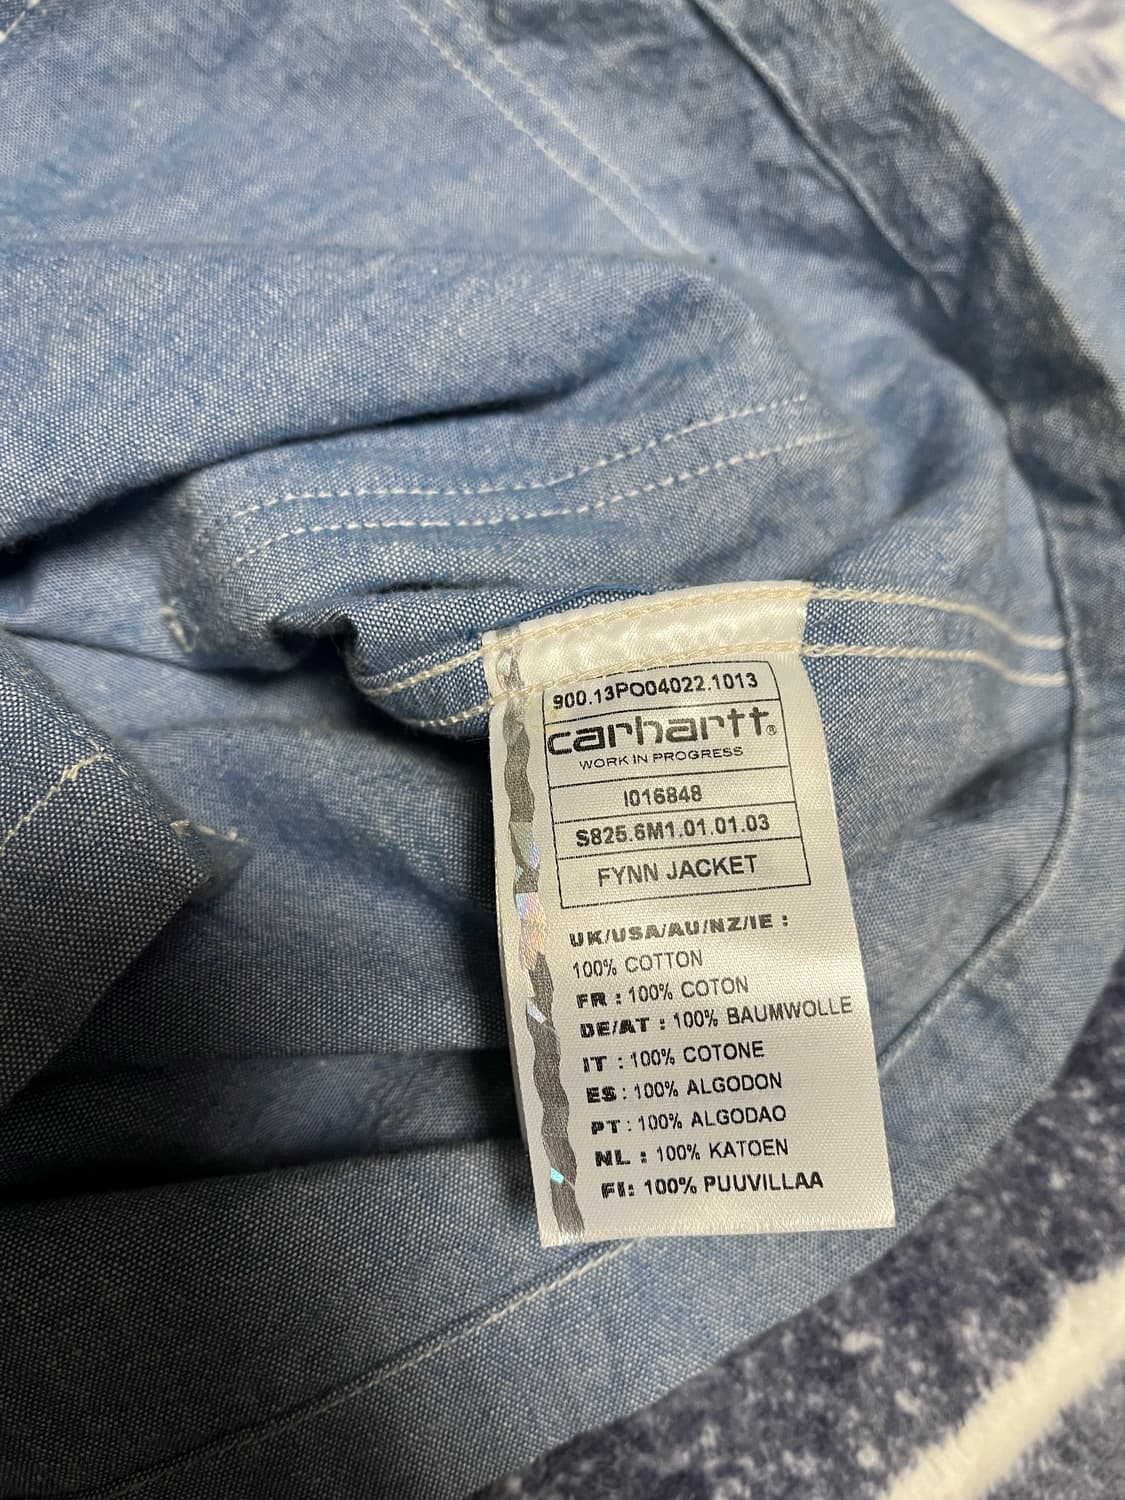 900.13PO04022.1013
carhartt®
WORK IN PROGRESS
I016848
S825.6M1.01.01.03
FYNN JACKET
UK/USA/AU/NZ/IE :
100% COTTON
FR : 100% COTON
DE/AT : 100% BAUMWOLLE
IT : 100% COTONE
ES : 100% ALGODON
PT : 100% ALGODAO
NL : 100% KATOEN
FI: 100% PUUVILLAA